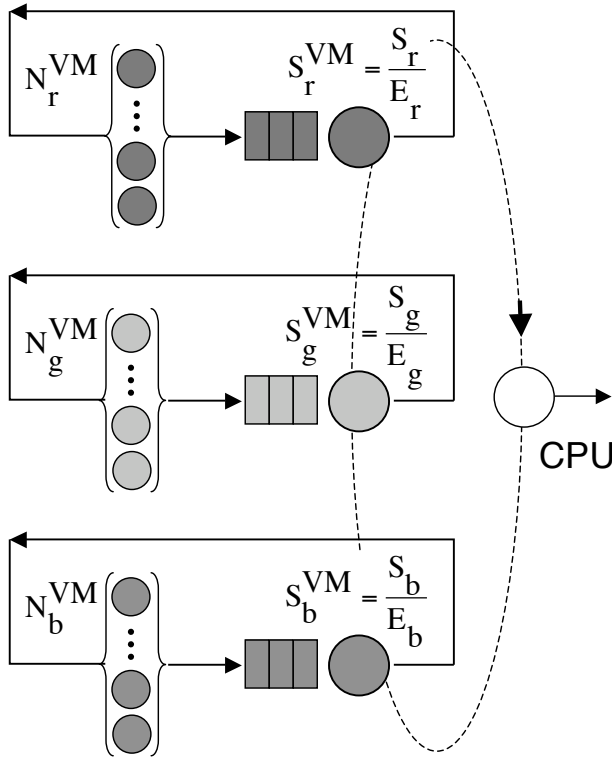 N_r^VM S_r^VM = S_r / E_r
N_g^VM S_g^VM = S_g / E_g
CPU
N_b^VM S_b^VM = S_b / E_b